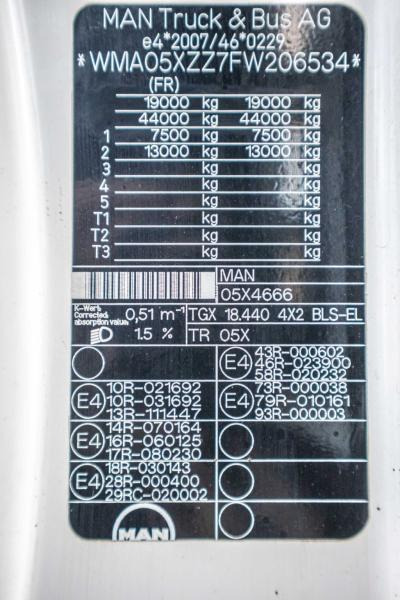 MAN Truck & Bus AG
e4*2007/46*0229
*WMA05XZZ7FW206534*
(FR)
19000 kg 19000 kg
44000 kg 44000 kg
1 7500 kg 7500 kg
2 13000 kg 13000 kg
3 kg kg
4 kg kg
5 kg kg
T1 kg kg
T2 kg kg
T3 kg kg
MAN
05X4666
K-Wert
Corrected
absorption value 0,51 m-1 TGX 18.440 4X2 BLS-EL
1.5 % TR 05X
43R-000602
E4 46R-023900
58R-020232
10R-021692
E4 10R-031692
13R-111447
73R-000038
E4 79R-010161
93R-000003
14R-070164
E4 16R-060125
17R-080230
18R-030143
E4 28R-000400
29RC-020002
MAN